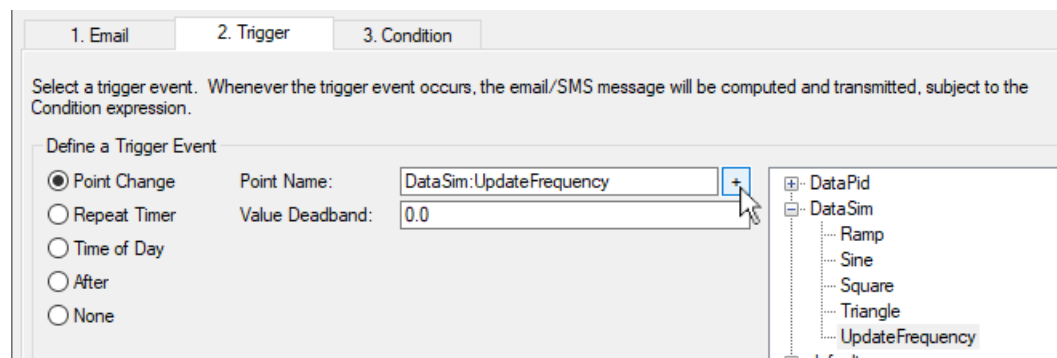 1. Email 2. Trigger 3. Condition
Select a trigger event. Whenever the trigger event occurs, the email/SMS message will be computed and transmitted, subject to the
Condition expression.
Define a Trigger Event
Point Change Point Name: DataSim:UpdateFrequency +
Repeat Timer Value Deadband: 0.0
Time of Day
After
None
DataPid
DataSim
Ramp
Sine
Square
Triangle
UpdateFrequency